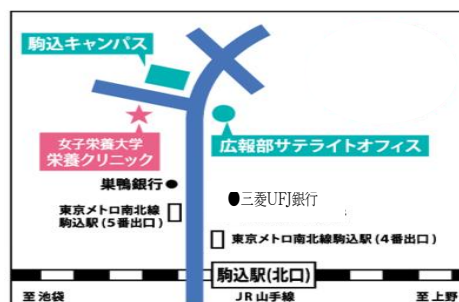 駒込キャンパス
女子栄養大学
栄養クリニック
広報部サテライトオフィス
巣鴨銀行
三菱UFJ銀行
東京メトロ南北線
駒込駅(5番出口)
東京メトロ南北線駒込駅(4番出口)
駒込駅(北口)
至池袋
JR山手線
至上野